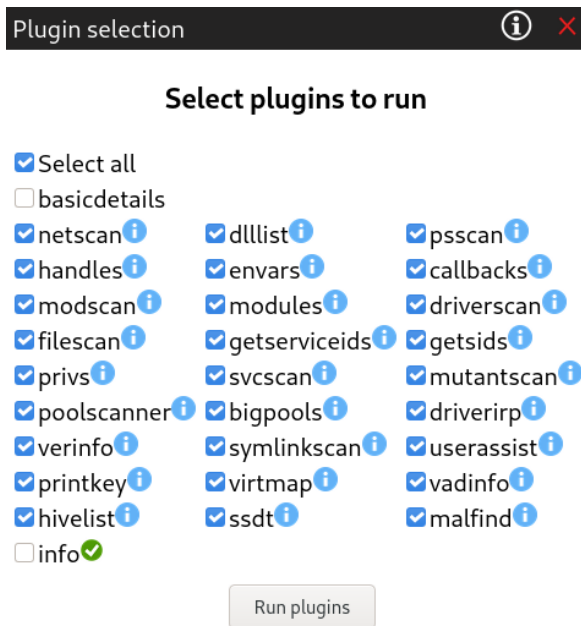 Plugin selection
Select plugins to run
Select all
basicdetails
netscan dlllist psscan
handles envars callbacks
modscan modules driverscan
filescan getserviceids getsids
privs svcscan mutantscan
poolscanner bigpools driverirp
verinfo symlinkscan userassist
printkey virtmap vadinfo
hivelist ssdt malfind
info
Run plugins